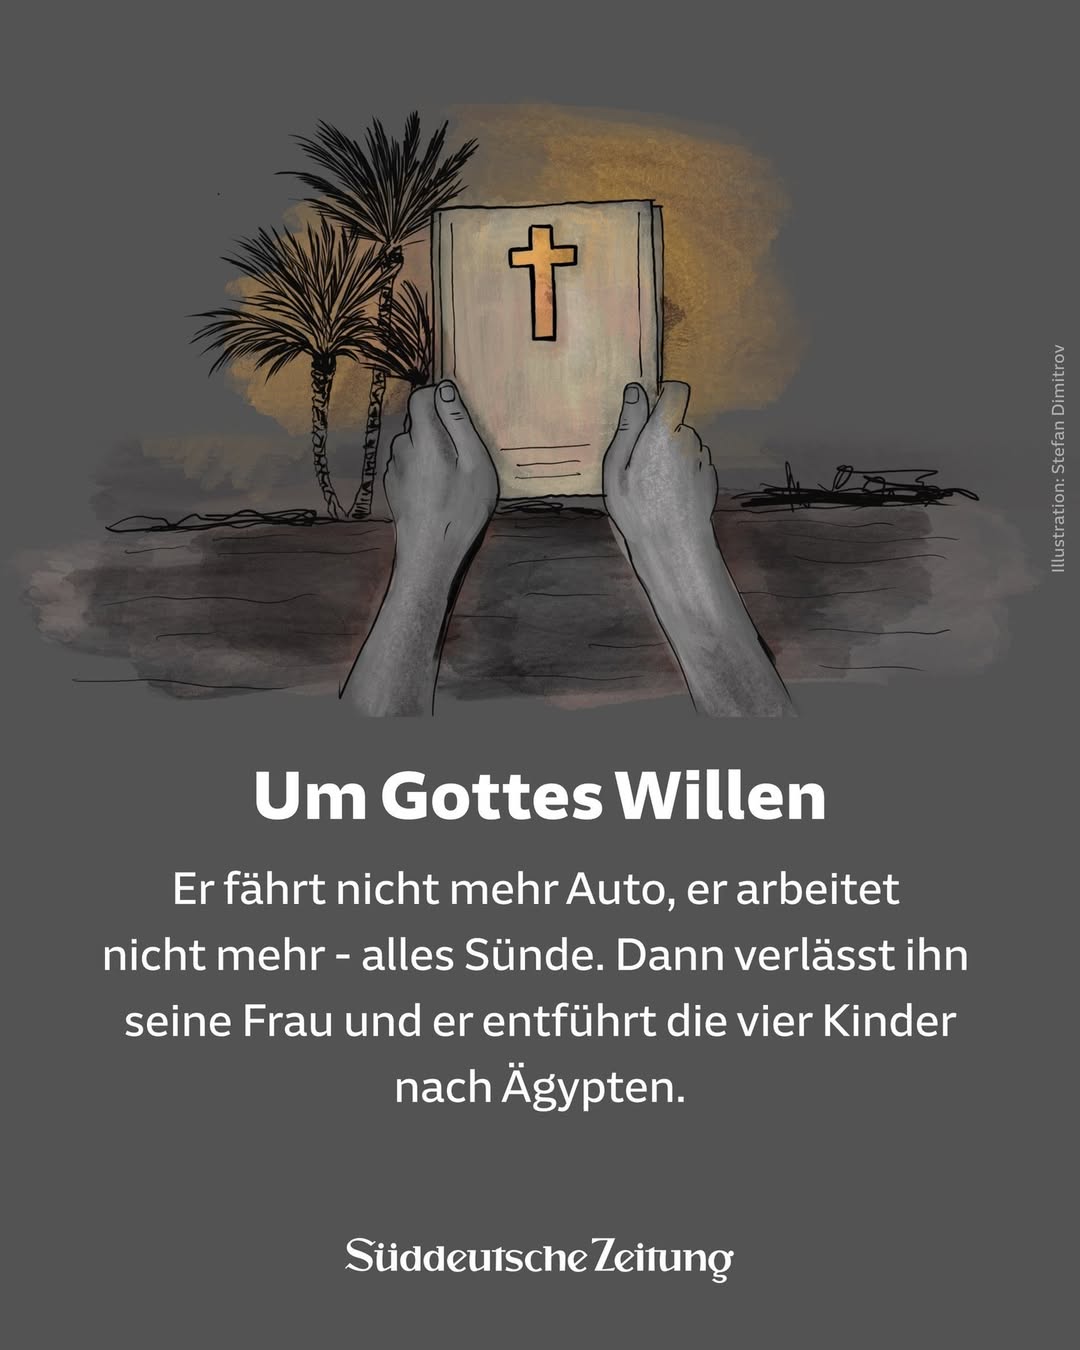 Illustration: Stefan Dimitrov
Um Gottes Willen
Er fährt nicht mehr Auto, er arbeitet
nicht mehr - alles Sünde. Dann verlässt ihn
seine Frau und er entführt die vier Kinder
nach Ägypten.
Süddeutsche Zeitung